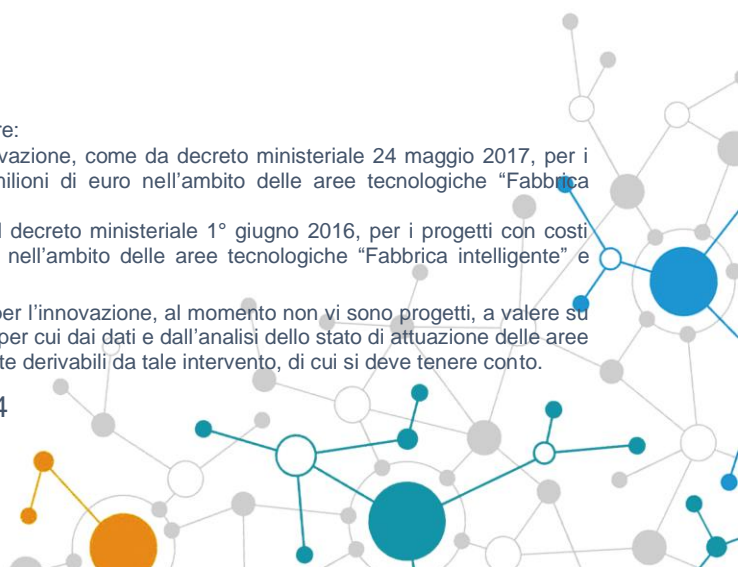 re:
vazione, come da decreto ministeriale 24 maggio 2017, per i
nilioni di euro nell’ambito delle aree tecnologiche “Fabbrica
l decreto ministeriale 1° giugno 2016, per i progetti con costi
nell’ambito delle aree tecnologiche “Fabbrica intelligente” e
per l’innovazione, al momento non vi sono progetti, a valere su
per cui dai dati e dall’analisi dello stato di attuazione delle aree
te derivabili da tale intervento, di cui si deve tenere conto.
4